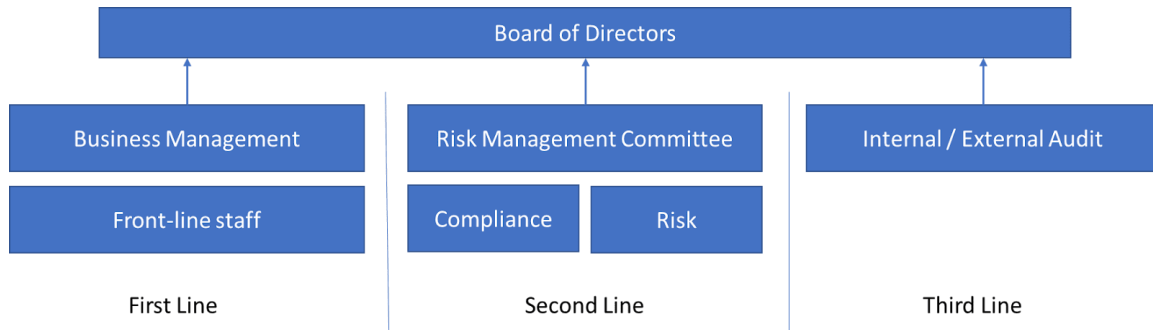 Board of Directors
Business Management
Risk Management Committee
Internal / External Audit
Front-line staff
Compliance
Risk
First Line
Second Line
Third Line